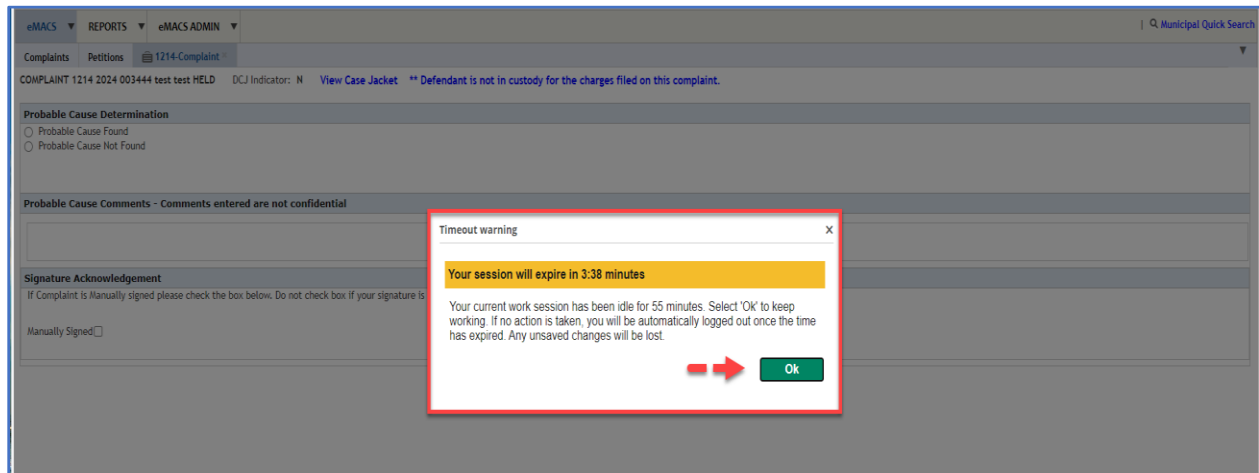 eMACS ▼ REPORTS ▼ eMACS ADMIN ▼ | Municipal Quick Search
Complaints Petitions 1214-Complaint ▼
COMPLAINT 1214 2024 003444 test test HELD DCJ Indicator: N View Case Jacket ** Defendant is not in custody for the charges filed on this complaint.
Probable Cause Determination
Probable Cause Found
Probable Cause Not Found
Probable Cause Comments - Comments entered are not confidential
Timeout warning x
Your session will expire in 3:38 minutes
Your current work session has been idle for 55 minutes. Select 'Ok' to keep
working. If no action is taken, you will be automatically logged out once the time
has expired. Any unsaved changes will be lost.
Ok
Signature Acknowledgement
If Complaint is Manually signed please check the box below. Do not check box if your signature is
Manually Signed